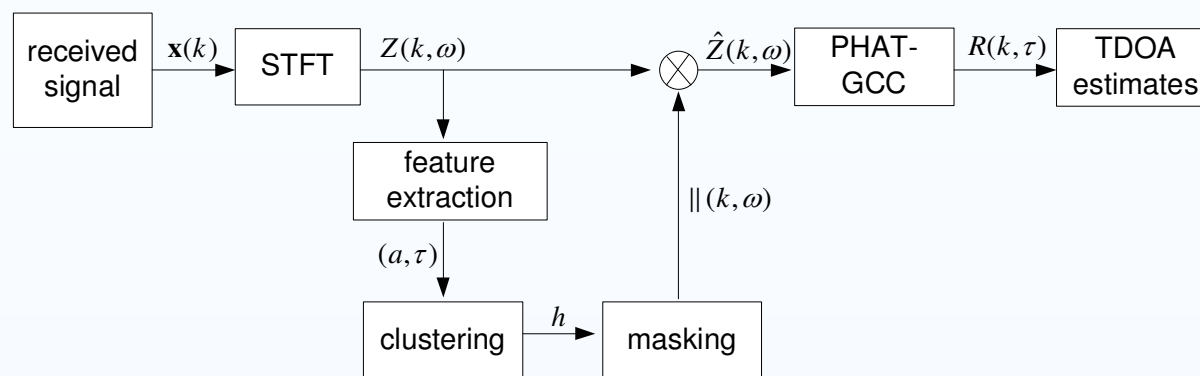 received signal
𝐱(k)
STFT
Z(k,ω)
Ẑ(k,ω)
PHAT-
GCC
R(k,τ)
TDOA
estimates
feature
extraction
|| (k,ω)
(a,τ)
clustering
h
masking